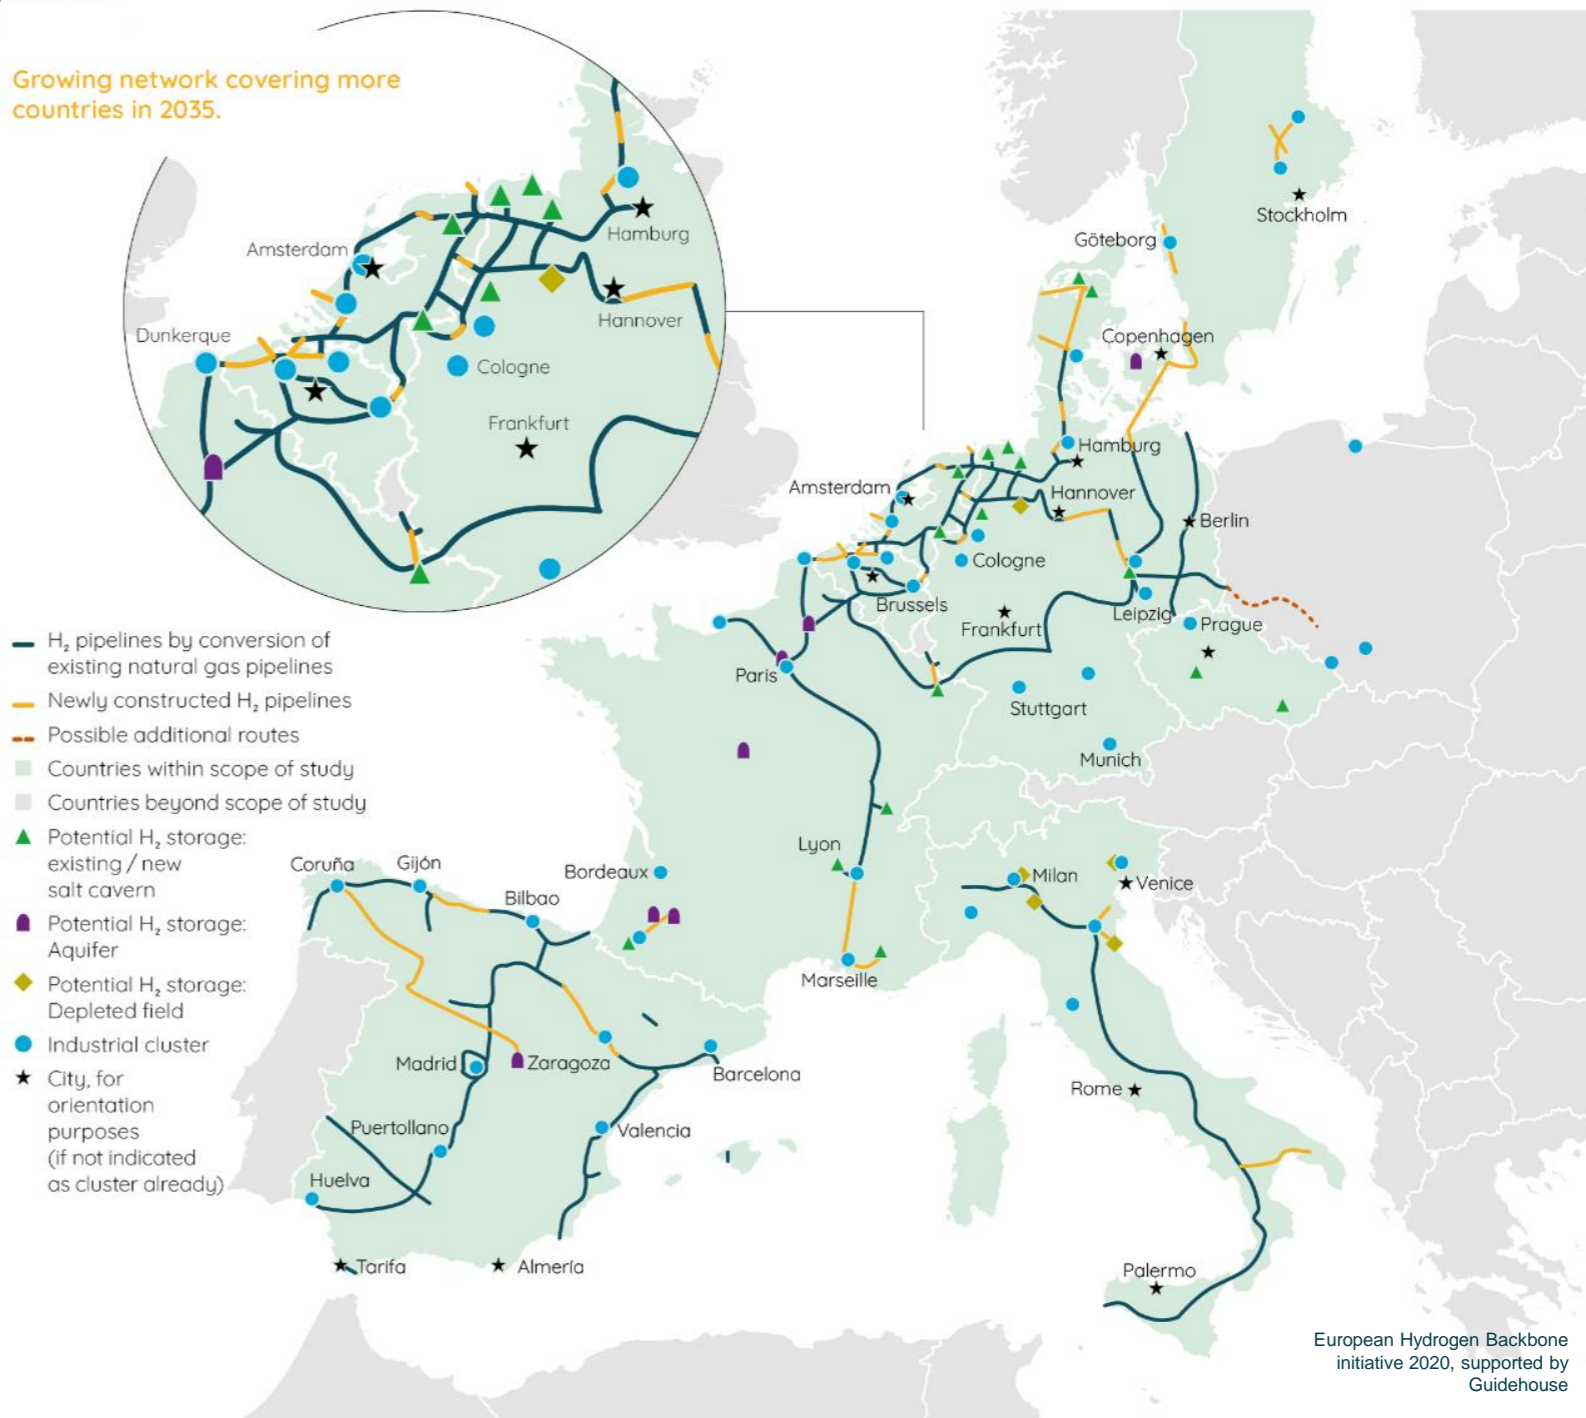 Growing network covering more
countries in 2035.
Amsterdam
Hamburg
Hannover
Dunkerque
Cologne
Frankfurt
H₂ pipelines by conversion of
existing natural gas pipelines
Newly constructed H₂ pipelines
Possible additional routes
Countries within scope of study
Countries beyond scope of study
Potential H₂ storage:
existing / new
salt cavern
Potential H₂ storage:
Aquifer
Potential H₂ storage:
Depleted field
Industrial cluster
City, for
orientation
purposes
(if not indicated
as cluster already)
Stockholm
Göteborg
Copenhagen
Hamburg
Amsterdam
Hannover
Berlin
Cologne
Brussels
Leipzig
Frankfurt
Prague
Paris
Stuttgart
Munich
Lyon
Coruña
Gijón
Bordeaux
Milan
Venice
Bilbao
Marseille
Madrid
Zaragoza
Barcelona
Rome
Puertollano
Valencia
Huelva
Tarifa
Almería
Palermo
European Hydrogen Backbone
initiative 2020, supported by
Guidehouse